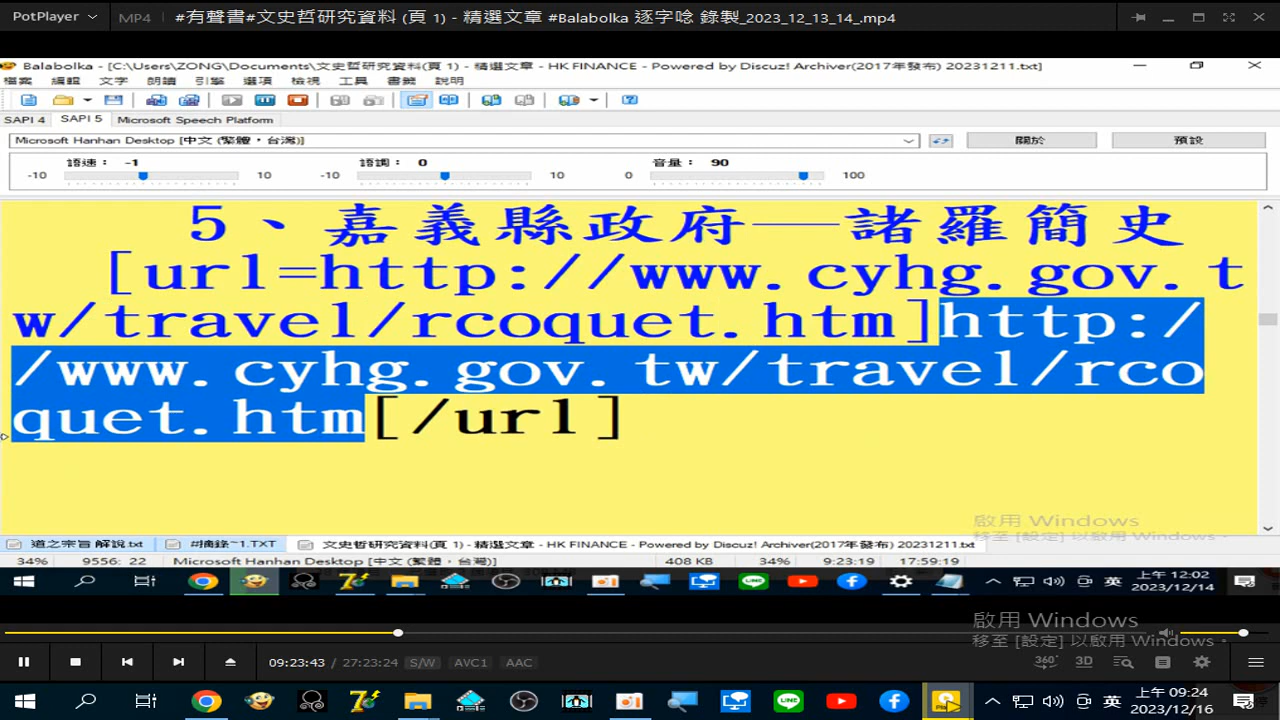 PotPlayer
MP4
#有聲書#文史哲研究資料 (頁 1) - 精選文章 #Balabolka 逐字唸 錄製_2023_12_13_14_.mp4
Balabolka - [C:\Users\ZONG\Documents\文史哲研究資料(頁 1) - 精選文章 - HK FINANCE - Powered by Discuz! Archiver(2017年發布) 20231211.txt]
檔案 編輯 文字 朗讀 引擎 選項 檢視 工具 書籤 說明
SAPI 4 SAPI 5 Microsoft Speech Platform
Microsoft Hanhan Desktop [中文 (繁體，台灣)]
關於 預設
語速： -1 語調： 0 音量： 90
-10 10 -10 10 0 100
5、嘉義縣政府—諸羅簡史
[url=http://www.cyhg.gov.t
w/travel/rcoquet.htm]http:/
/www.cyhg.gov.tw/travel/rco
quet.htm[/url]
啟用 Windows
移至 [設定] 以啟用 Windows。
道之宗旨 解說.txt #摘錄~1.TXT 文史哲研究資料(頁 1) - 精選文章 - HK FINANCE - Powered by Discuz! Archiver(2017年發布) 20231211.txt
34% 9556: 22 Microsoft Hanhan Desktop [中文 (繁體，台灣)] 408 KB 34% 9:23:19 17:59:19
英 上午 12:02
2023/12/14
啟用 Windows
移至 [設定] 以啟用 Windows。
09:23:43 / 27:23:24 S/W AVC1 AAC
360° 3D
英 上午 09:24
2023/12/16